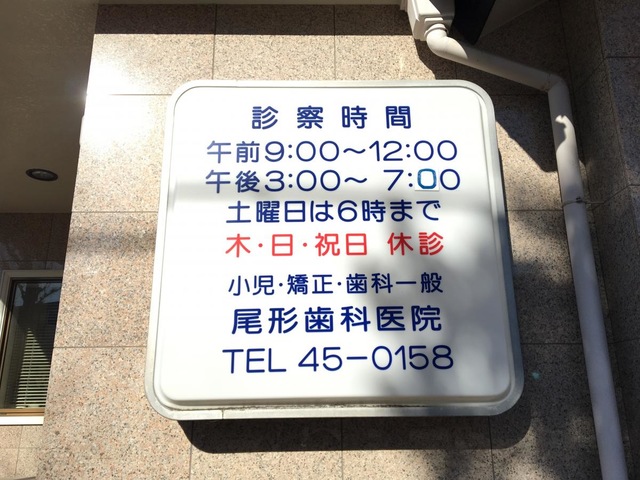 診察時間
午前9:00〜12:00
午後3:00〜 7:00
土曜日は6時まで
木・日・祝日 休診
小児・矯正・歯科一般
尾形歯科医院
TEL 45-0158